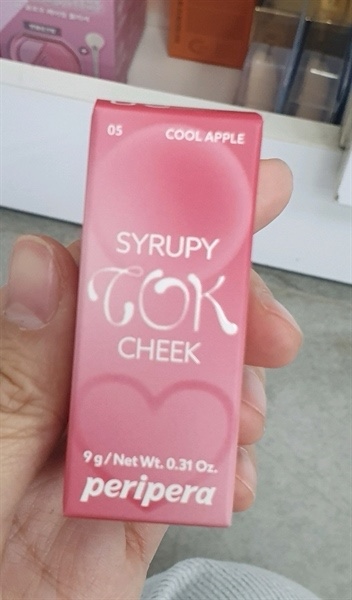 05 COOL APPLE
SYRUPY
TOK
CHEEK
9 g / Net Wt. 0.31 Oz.
peripera